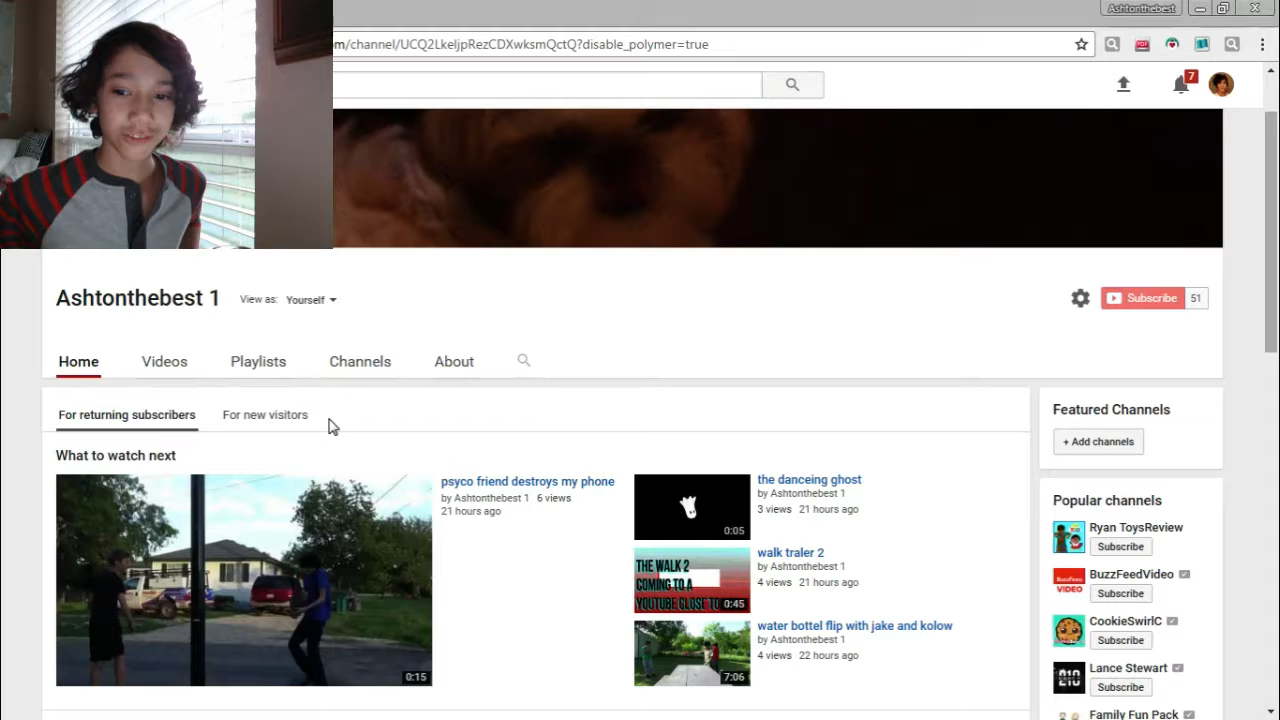 Ashtonthebest
om/channel/UCQ2LkeljpRezCDXwksmQctQ?disable_polymer=true
7
Ashtonthebest 1
View as: Yourself
Subscribe 51
Home Videos Playlists Channels About
For returning subscribers For new visitors
What to watch next
psyco friend destroys my phone
by Ashtonthebest 1 6 views
21 hours ago
0:15
the danceing ghost
by Ashtonthebest 1
3 views 21 hours ago
0:05
walk traler 2
by Ashtonthebest 1
4 views 21 hours ago
THE WALK 2
COMING TO A
YOUTUBE CLOSE TO
0:45
water bottel flip with jake and kolow
by Ashtonthebest 1
4 views 22 hours ago
7:06
Featured Channels
+ Add channels
Popular channels
Ryan ToysReview
Subscribe
BuzzFeedVideo
Subscribe
BuzzFeed
VIDEO
CookieSwirlC
Subscribe
Lance Stewart
Subscribe
Family Fun Pack